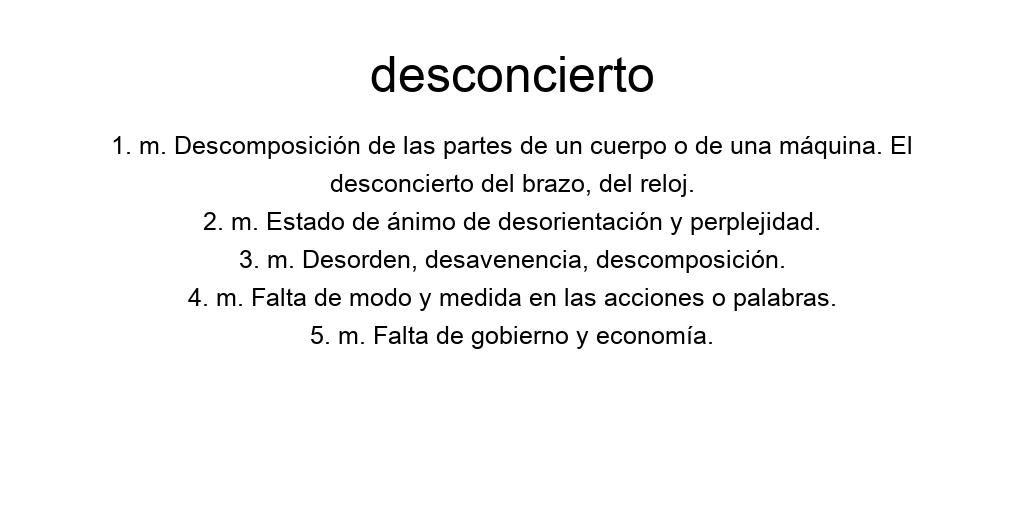 desconcierto
1. m. Descomposición de las partes de un cuerpo o de una máquina. El
desconcierto del brazo, del reloj.
2. m. Estado de ánimo de desorientación y perplejidad.
3. m. Desorden, desavenencia, descomposición.
4. m. Falta de modo y medida en las acciones o palabras.
5. m. Falta de gobierno y economía.